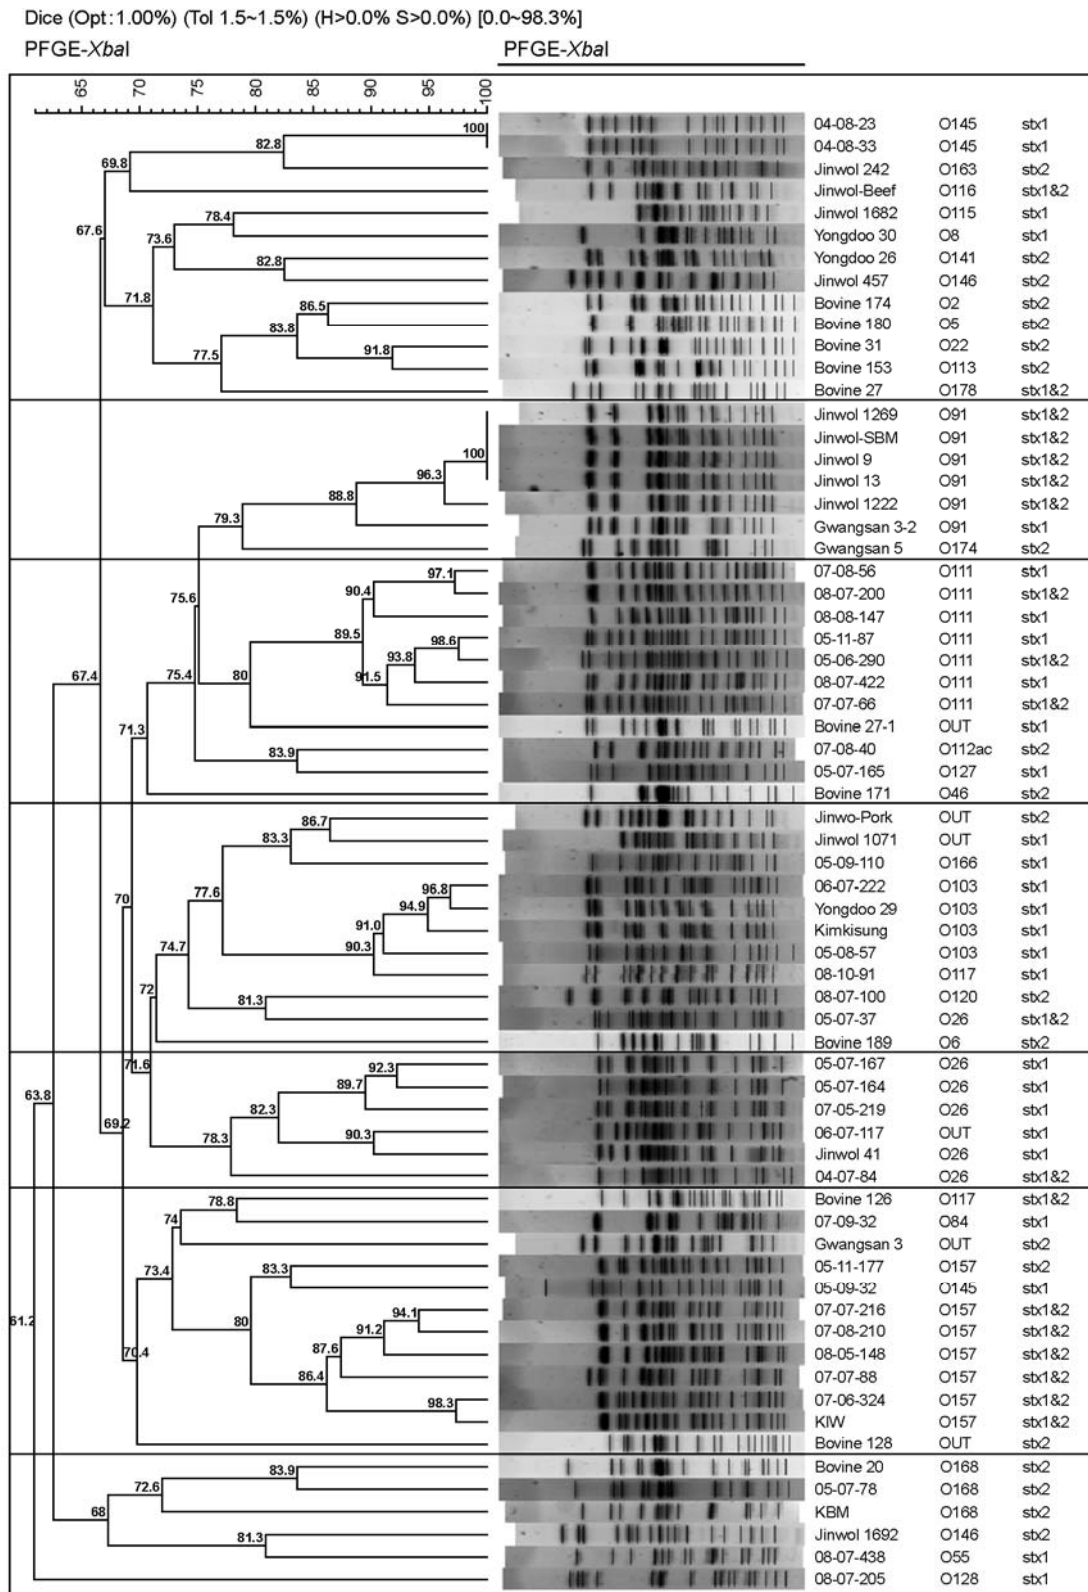 Dice (Opt:1.00%) (Tol 1.5~1.5%) (H>0.0% S>0.0%) [0.0~98.3%]
PFGE-XbaI PFGE-XbaI
65 70 75 80 85 90 95 100
100 04-08-23 O145 stx1
04-08-33 O145 stx1
82.8
69.8 Jinwol 242 O163 stx2
Jinwol-Beef O116 stx1&2
78.4 Jinwol 1682 O115 stx1
67.6 73.6 Yongdoo 30 O8 stx1
82.8 Yongdoo 26 O141 stx2
Jinwol 457 O146 stx2
71.8 86.5 Bovine 174 O2 stx2
83.8 Bovine 180 O5 stx2
91.8 Bovine 31 O22 stx2
77.5 Bovine 153 O113 stx2
Bovine 27 O178 stx1&2
Jinwol 1269 O91 stx1&2
Jinwol-SBM O91 stx1&2
100 Jinwol 9 O91 stx1&2
96.3 Jinwol 13 O91 stx1&2
88.8 Jinwol 1222 O91 stx1&2
79.3 Gwangsan 3-2 O91 stx1
Gwangsan 5 O174 stx2
97.1 07-08-56 O111 stx1
90.4 08-07-200 O111 stx1&2
75.6 08-08-147 O111 stx1
89.5 98.6 05-11-87 O111 stx1
93.8 05-06-290 O111 stx1&2
67.4 75.4 80 91.5 08-07-422 O111 stx1
07-07-66 O111 stx1&2
71.3 Bovine 27-1 OUT stx1
83.9 07-08-40 O112ac stx2
05-07-165 O127 stx1
Bovine 171 O46 stx2
86.7 Jinwo-Pork OUT stx2
83.3 Jinwol 1071 OUT stx1
05-09-110 O166 stx1
77.6 96.8 06-07-222 O103 stx1
70 94.9 Yongdoo 29 O103 stx1
91.0 Kimkisung O103 stx1
74.7 90.3 05-08-57 O103 stx1
08-10-91 O117 stx1
72 81.3 08-07-100 O120 stx2
05-07-37 O26 stx1&2
Bovine 189 O6 stx2
71.6 92.3 05-07-167 O26 stx1
89.7 05-07-164 O26 stx1
63.8 82.3 07-05-219 O26 stx1
69.2 90.3 06-07-117 OUT stx1
78.3 Jinwol 41 O26 stx1
04-07-84 O26 stx1&2
78.8 Bovine 126 O117 stx1&2
74 07-09-32 O84 stx1
Gwangsan 3 OUT stx2
73.4 83.3 05-11-177 O157 stx2
05-09-32 O145 stx1
61.2 80 94.1 07-07-216 O157 stx1&2
91.2 07-08-210 O157 stx1&2
70.4 87.6 08-05-148 O157 stx1&2
86.4 07-07-88 O157 stx1&2
98.3 07-06-324 O157 stx1&2
KIW O157 stx1&2
Bovine 128 OUT stx2
83.9 Bovine 20 O168 stx2
72.6 05-07-78 O168 stx2
68 KBM O168 stx2
81.3 Jinwol 1692 O146 stx2
08-07-438 O55 stx1
08-07-205 O128 stx1